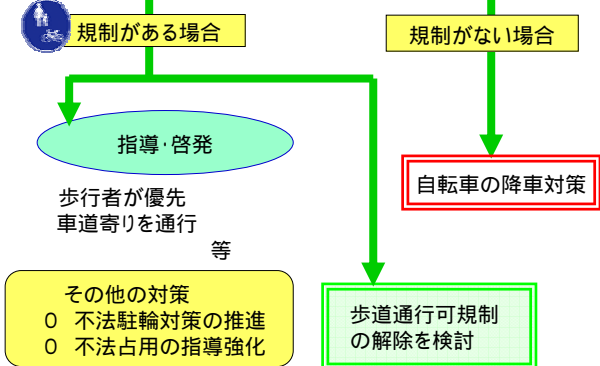 規制がある場合
規制がない場合
指導・啓発
自転車の降車対策
歩行者が優先
車道寄りを通行
等
その他の対策
○ 不法駐輪対策の推進
○ 不法占用の指導強化
歩道通行可規制
の解除を検討